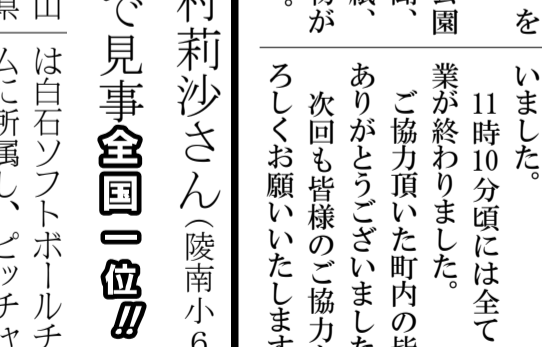 を
公園
聞、
紙、
物が
。
いました。
11時10分頃には全て
業が終わりました。
ご協力頂いた町内の皆
ありがとうございました
次回も皆様のご協力
ろしくお願いいたします
村莉沙さん(陵南小6
で見事全国一位!!
山
は白石ソフトボールチ
県
ムに所属し、ピッチャ